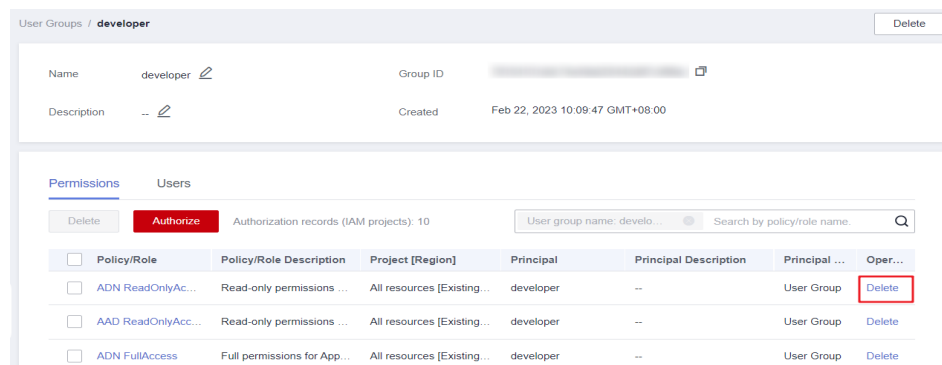 User Groups / developer
Delete
Name developer Group ID
Description -- Created Feb 22, 2023 10:09:47 GMT+08:00
Permissions Users
Delete Authorize Authorization records (IAM projects): 10 User group name: develo... Search by policy/role name.
Policy/Role Policy/Role Description Project [Region] Principal Principal Description Principal ... Oper...
ADN ReadOnlyAc... Read-only permissions ... All resources [Existing... developer -- User Group Delete
AAD ReadOnlyAcc... Read-only permissions ... All resources [Existing... developer -- User Group Delete
ADN FullAccess Full permissions for App... All resources [Existing... developer -- User Group Delete